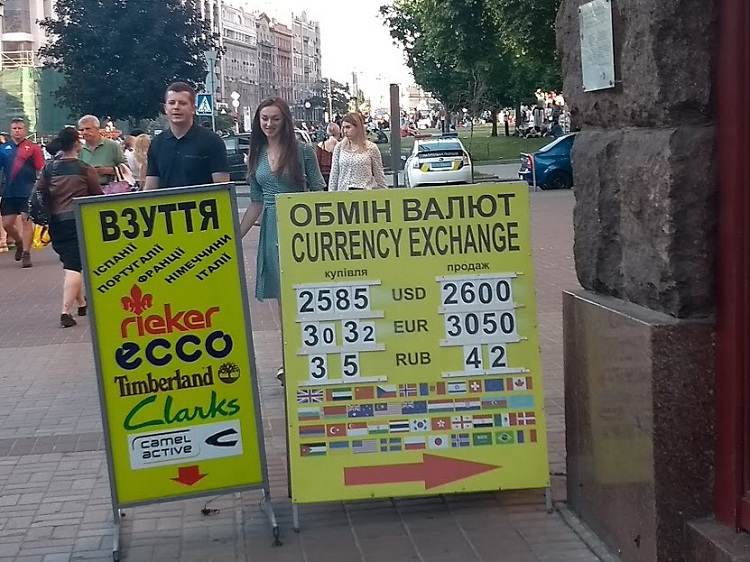 ВЗУТТЯ
ІСПАНІЇ
ПОРТУГАЛІЇ
ФРАНЦІЇ
НІМЕЧЧИНИ
ІТАЛІЇ
rieker
ecco
Timberland
Clarks
camel active
ОБМІН ВАЛЮТ
CURRENCY EXCHANGE
купівля продаж
2585 USD 2600
3032 EUR 3050
35 RUB 42